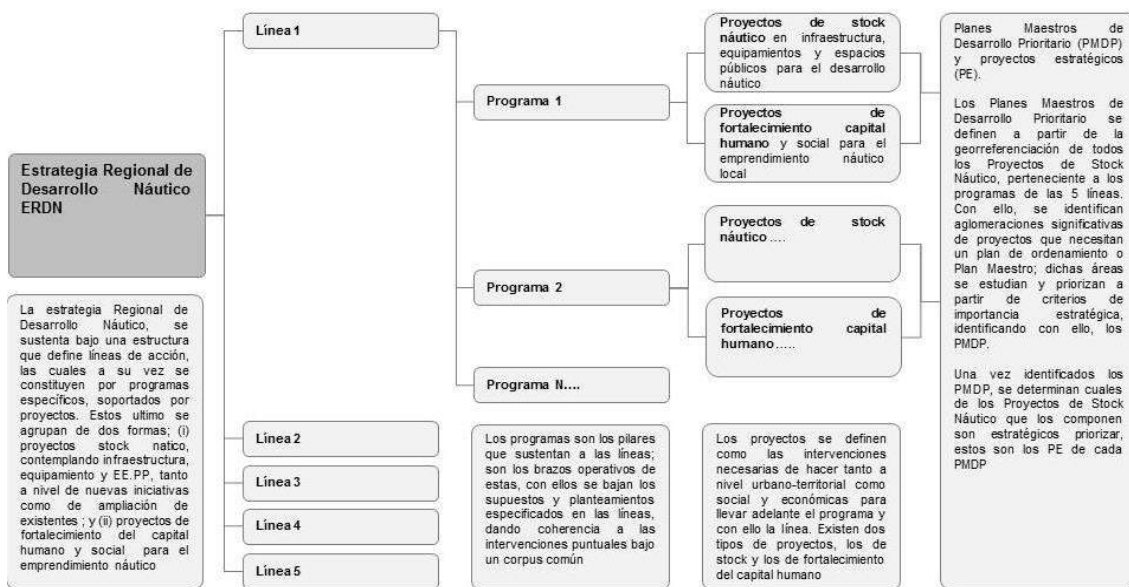 Estrategia Regional de
Desarrollo Náutico
ERDN
La estrategia Regional de
Desarrollo Náutico, se
sustenta bajo una estructura
que define líneas de acción,
las cuales a su vez se
constituyen por programas
específicos, soportados por
proyectos. Estos ultimo se
agrupan de dos formas; (i)
proyectos stock natico,
contemplando infraestructura,
equipamiento y EE.PP, tanto
a nivel de nuevas iniciativas
como de ampliación de
existentes ; y (ii) proyectos de
fortalecimiento del capital
humano y social para el
emprendimiento náutico
Línea 1
Línea 2
Línea 3
Línea 4
Línea 5
Programa 1
Programa 2
Programa N....
Los programas son los pilares
que sustentan a las líneas;
son los brazos operativos de
estas, con ellos se bajan los
supuestos y planteamientos
especificados en las líneas,
dando coherencia a las
intervenciones puntuales bajo
un corpus común
Proyectos de stock
náutico en infraestructura,
equipamientos y espacios
públicos para el desarrollo
náutico
Proyectos de
fortalecimiento capital
humano y social para el
emprendimiento náutico
local
Proyectos de stock
náutico ....
Proyectos de
fortalecimiento capital
humano .....
Los proyectos se definen
como las intervenciones
necesarias de hacer tanto a
nivel urbano-territorial como
social y económicas para
llevar adelante el programa y
con ello la línea. Existen dos
tipos de proyectos, los de
stock y los de fortalecimiento
del capital humano
Planes Maestros de
Desarrollo Prioritario (PMDP)
y proyectos estratégicos
(PE).
Los Planes Maestros de
Desarrollo Prioritario se
definen a partir de la
georreferenciación de todos
los Proyectos de Stock
Náutico, perteneciente a los
programas de las 5 líneas.
Con ello, se identifican
aglomeraciones significativas
de proyectos que necesitan
un plan de ordenamiento o
Plan Maestro; dichas áreas
se estudian y priorizan a
partir de criterios de
importancia estratégica,
identificando con ello, los
PMDP.
Una vez identificados los
PMDP, se determinan cuales
de los Proyectos de Stock
Náutico que los componen
son estratégicos priorizar,
estos son los PE de cada
PMDP